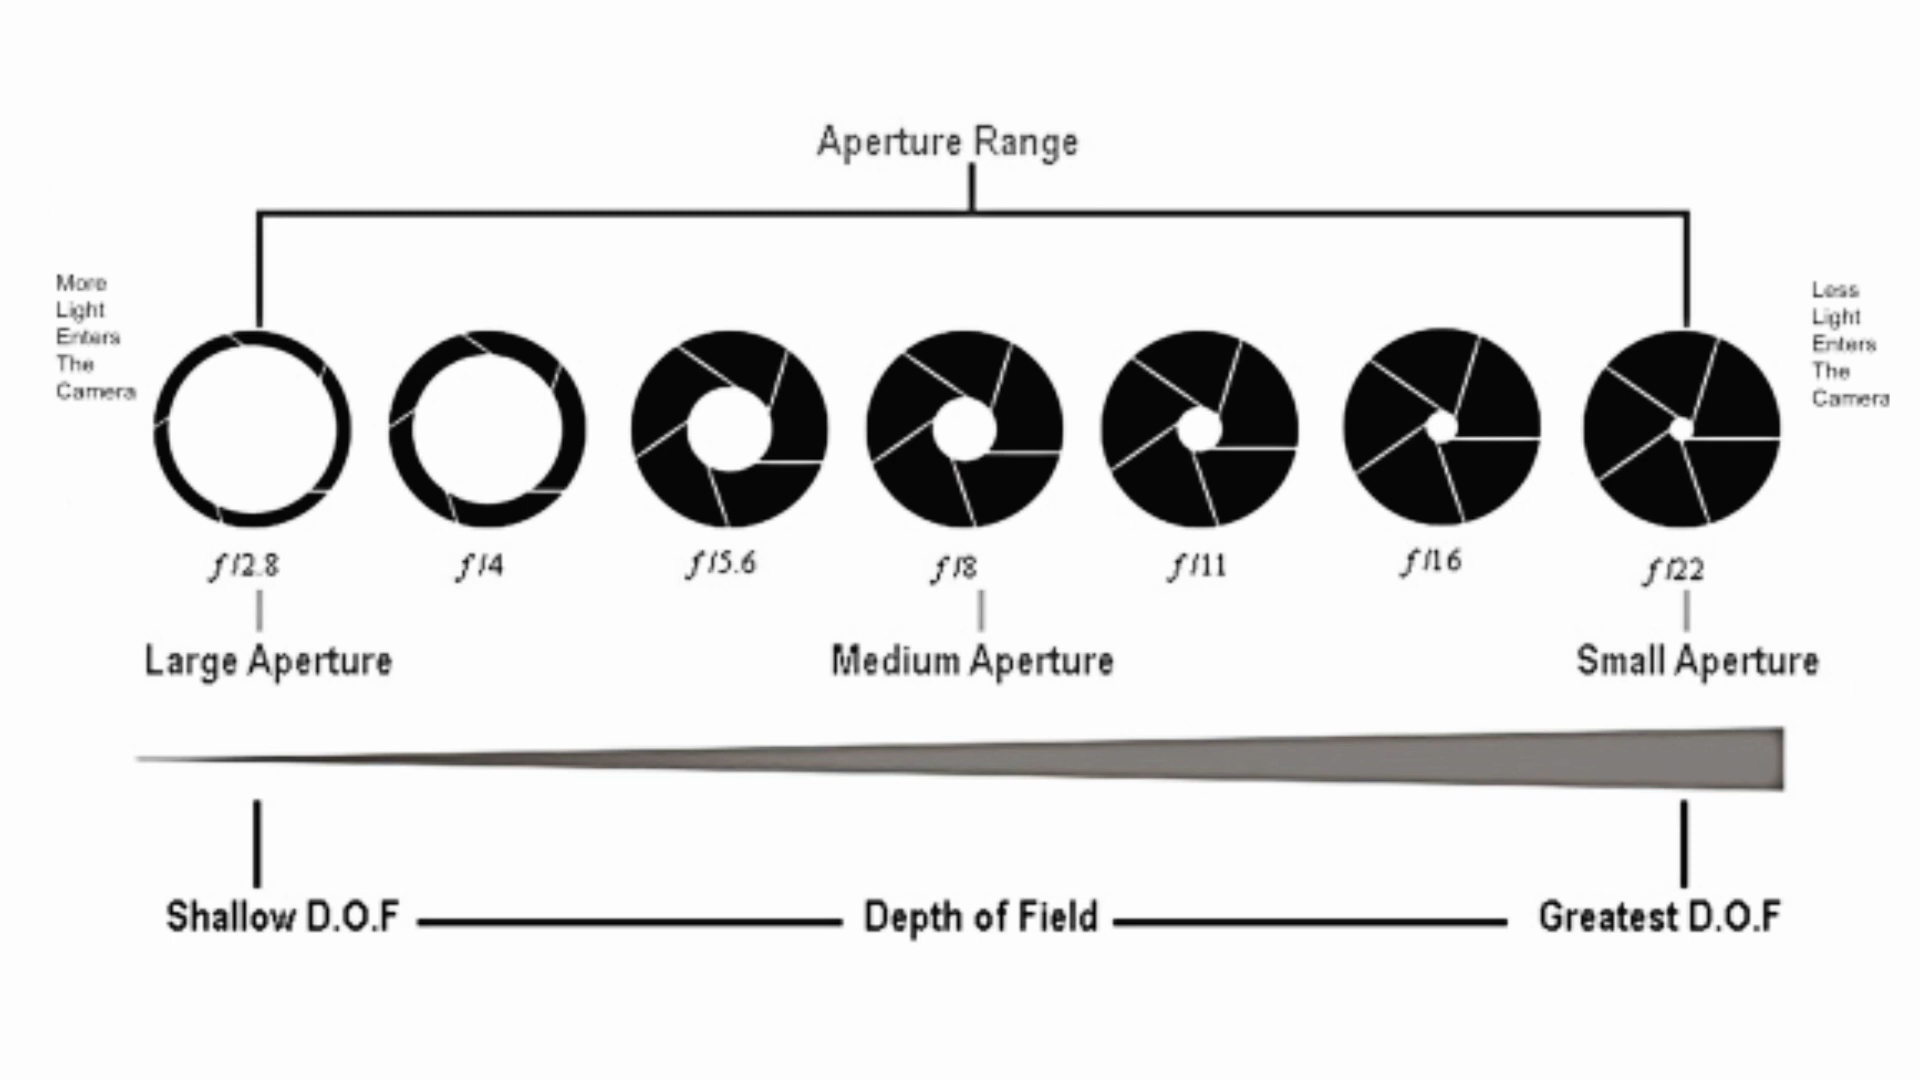 Aperture Range
More
Light
Enters
The
Camera
Less
Light
Enters
The
Camera
f/2.8
f/4
f/5.6
f/8
f/11
f/16
f/22
Large Aperture
Medium Aperture
Small Aperture
Shallow D.O.F
Depth of Field
Greatest D.O.F